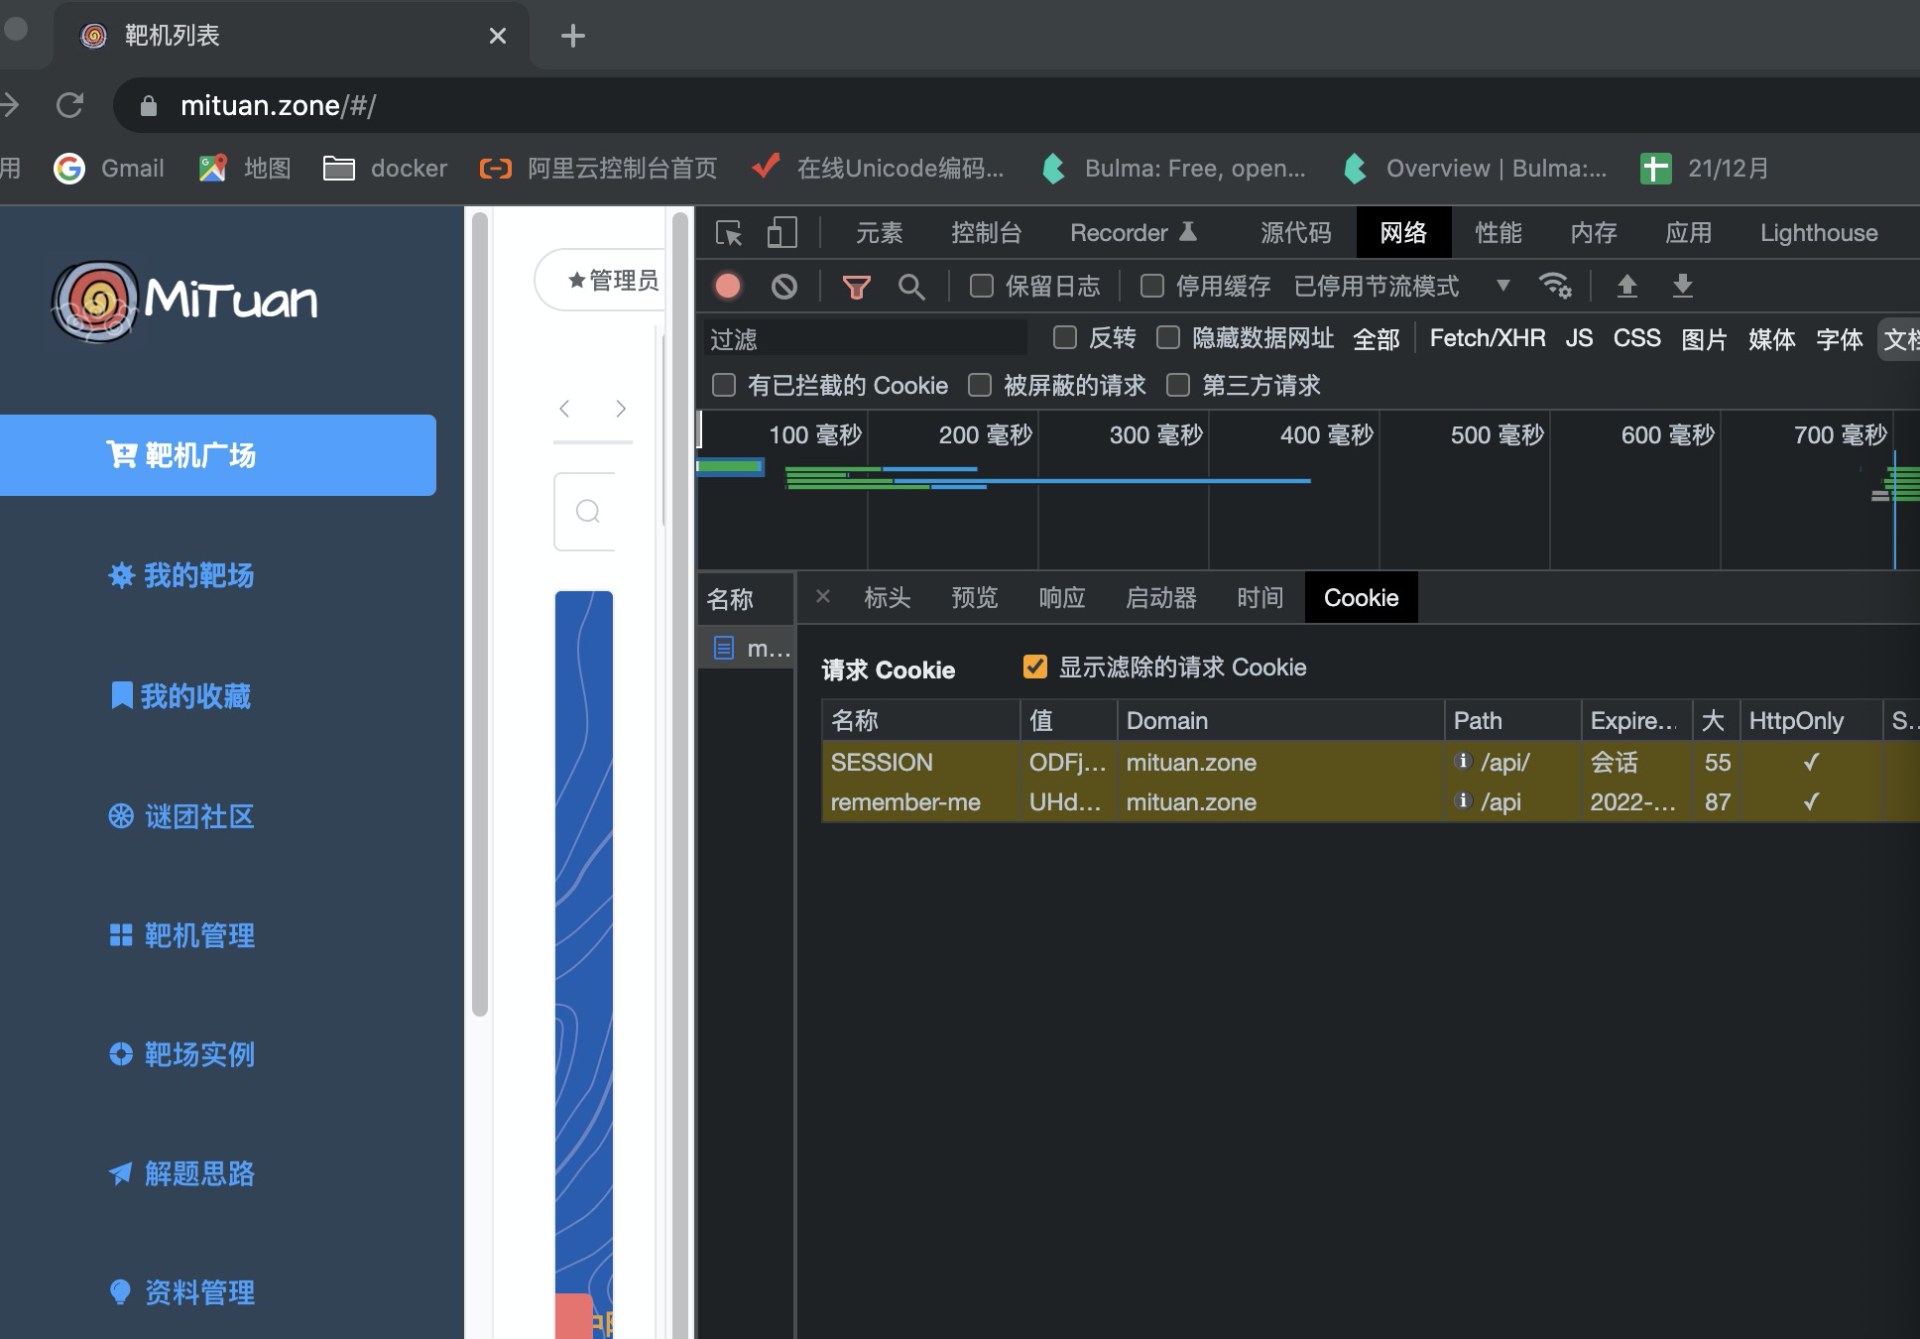 靶机列表
mituan.zone/#/
用 Gmail 地图 docker 阿里云控制台首页 在线Unicode编码... Bulma: Free, open... Overview | Bulma:... 21/12月
MiTuan
靶机广场
我的靶场
我的收藏
谜团社区
靶机管理
靶场实例
解题思路
资料管理
管理员
元素 控制台 Recorder 源代码 网络 性能 内存 应用 Lighthouse
保留日志 停用缓存 已停用节流模式
过滤 反转 隐藏数据网址 全部 Fetch/XHR JS CSS 图片 媒体 字体 文档
有已拦截的 Cookie 被屏蔽的请求 第三方请求
100 毫秒 200 毫秒 300 毫秒 400 毫秒 500 毫秒 600 毫秒 700 毫秒
名称 × 标头 预览 响应 启动器 时间 Cookie
m...
请求 Cookie 显示滤除的请求 Cookie
名称 值 Domain Path Expire... 大 HttpOnly S...
SESSION ODFj... mituan.zone /api/ 会话 55 ✓
remember-me UHd... mituan.zone /api 2022-... 87 ✓